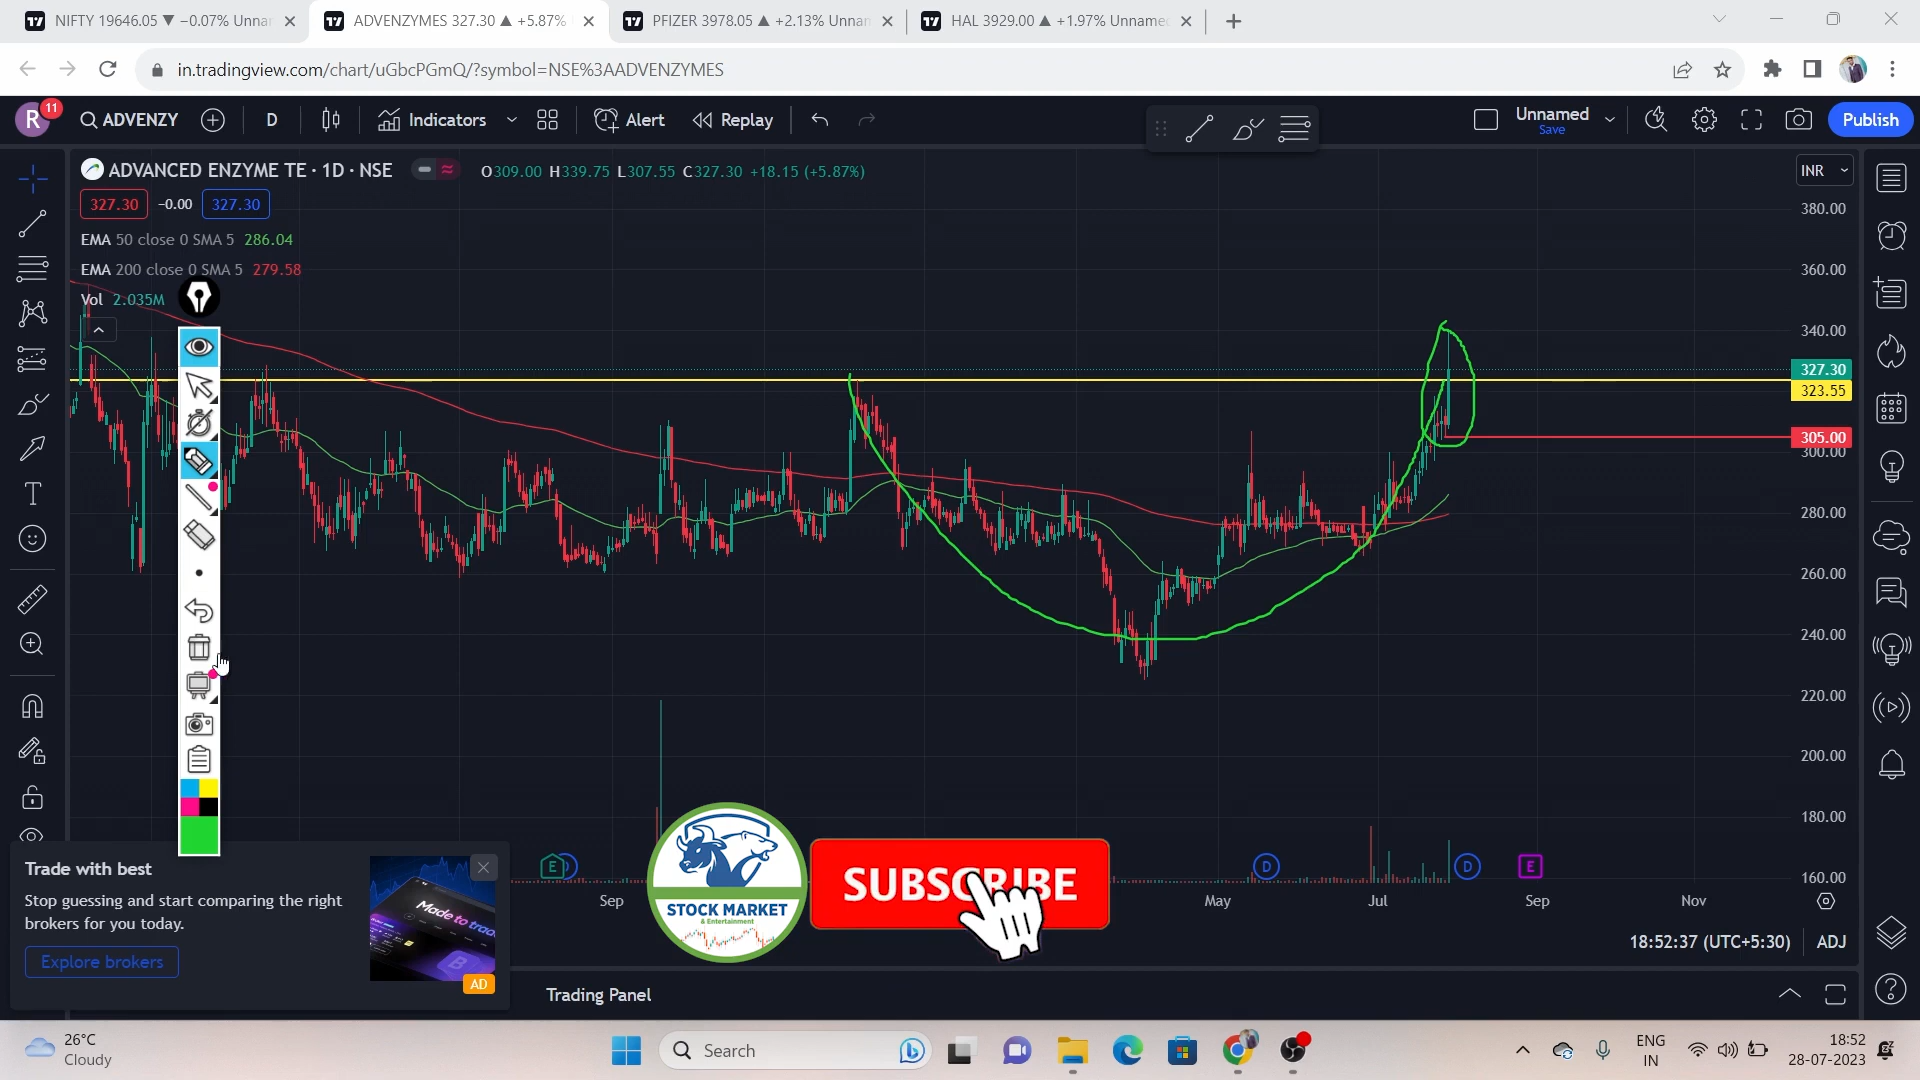 NIFTY 19646.05 ▼ −0.07% Unna
ADVENZYMES 327.30 ▲ +5.87%
PFIZER 3978.05 ▲ +2.13% Unnan
HAL 3929.00 ▲ +1.97% Unname
in.tradingview.com/chart/uGbcPGmQ/?symbol=NSE%3AADVENZYMES
R
11
ADVENZY
D
Indicators
Alert
Replay
Unnamed
Save
Publish
ADVANCED ENZYME TE · 1D · NSE
O309.00 H339.75 L307.55 C327.30 +18.15 (+5.87%)
INR
327.30 -0.00 327.30
EMA 50 close 0 SMA 5 286.04
EMA 200 close 0 SMA 5 279.58
Vol 2.035M
380.00
360.00
340.00
327.30
323.55
305.00
300.00
280.00
260.00
240.00
220.00
200.00
180.00
160.00
E
D
D
D
E
Sep
May
Jul
Sep
Nov
STOCK MARKET
& Entertainment
SUBSCRIBE
Trade with best
Stop guessing and start comparing the right
brokers for you today.
Explore brokers
Made to trad
AD
18:52:37 (UTC+5:30)
ADJ
Trading Panel
26°C
Cloudy
Search
ENG
IN
18:52
28-07-2023